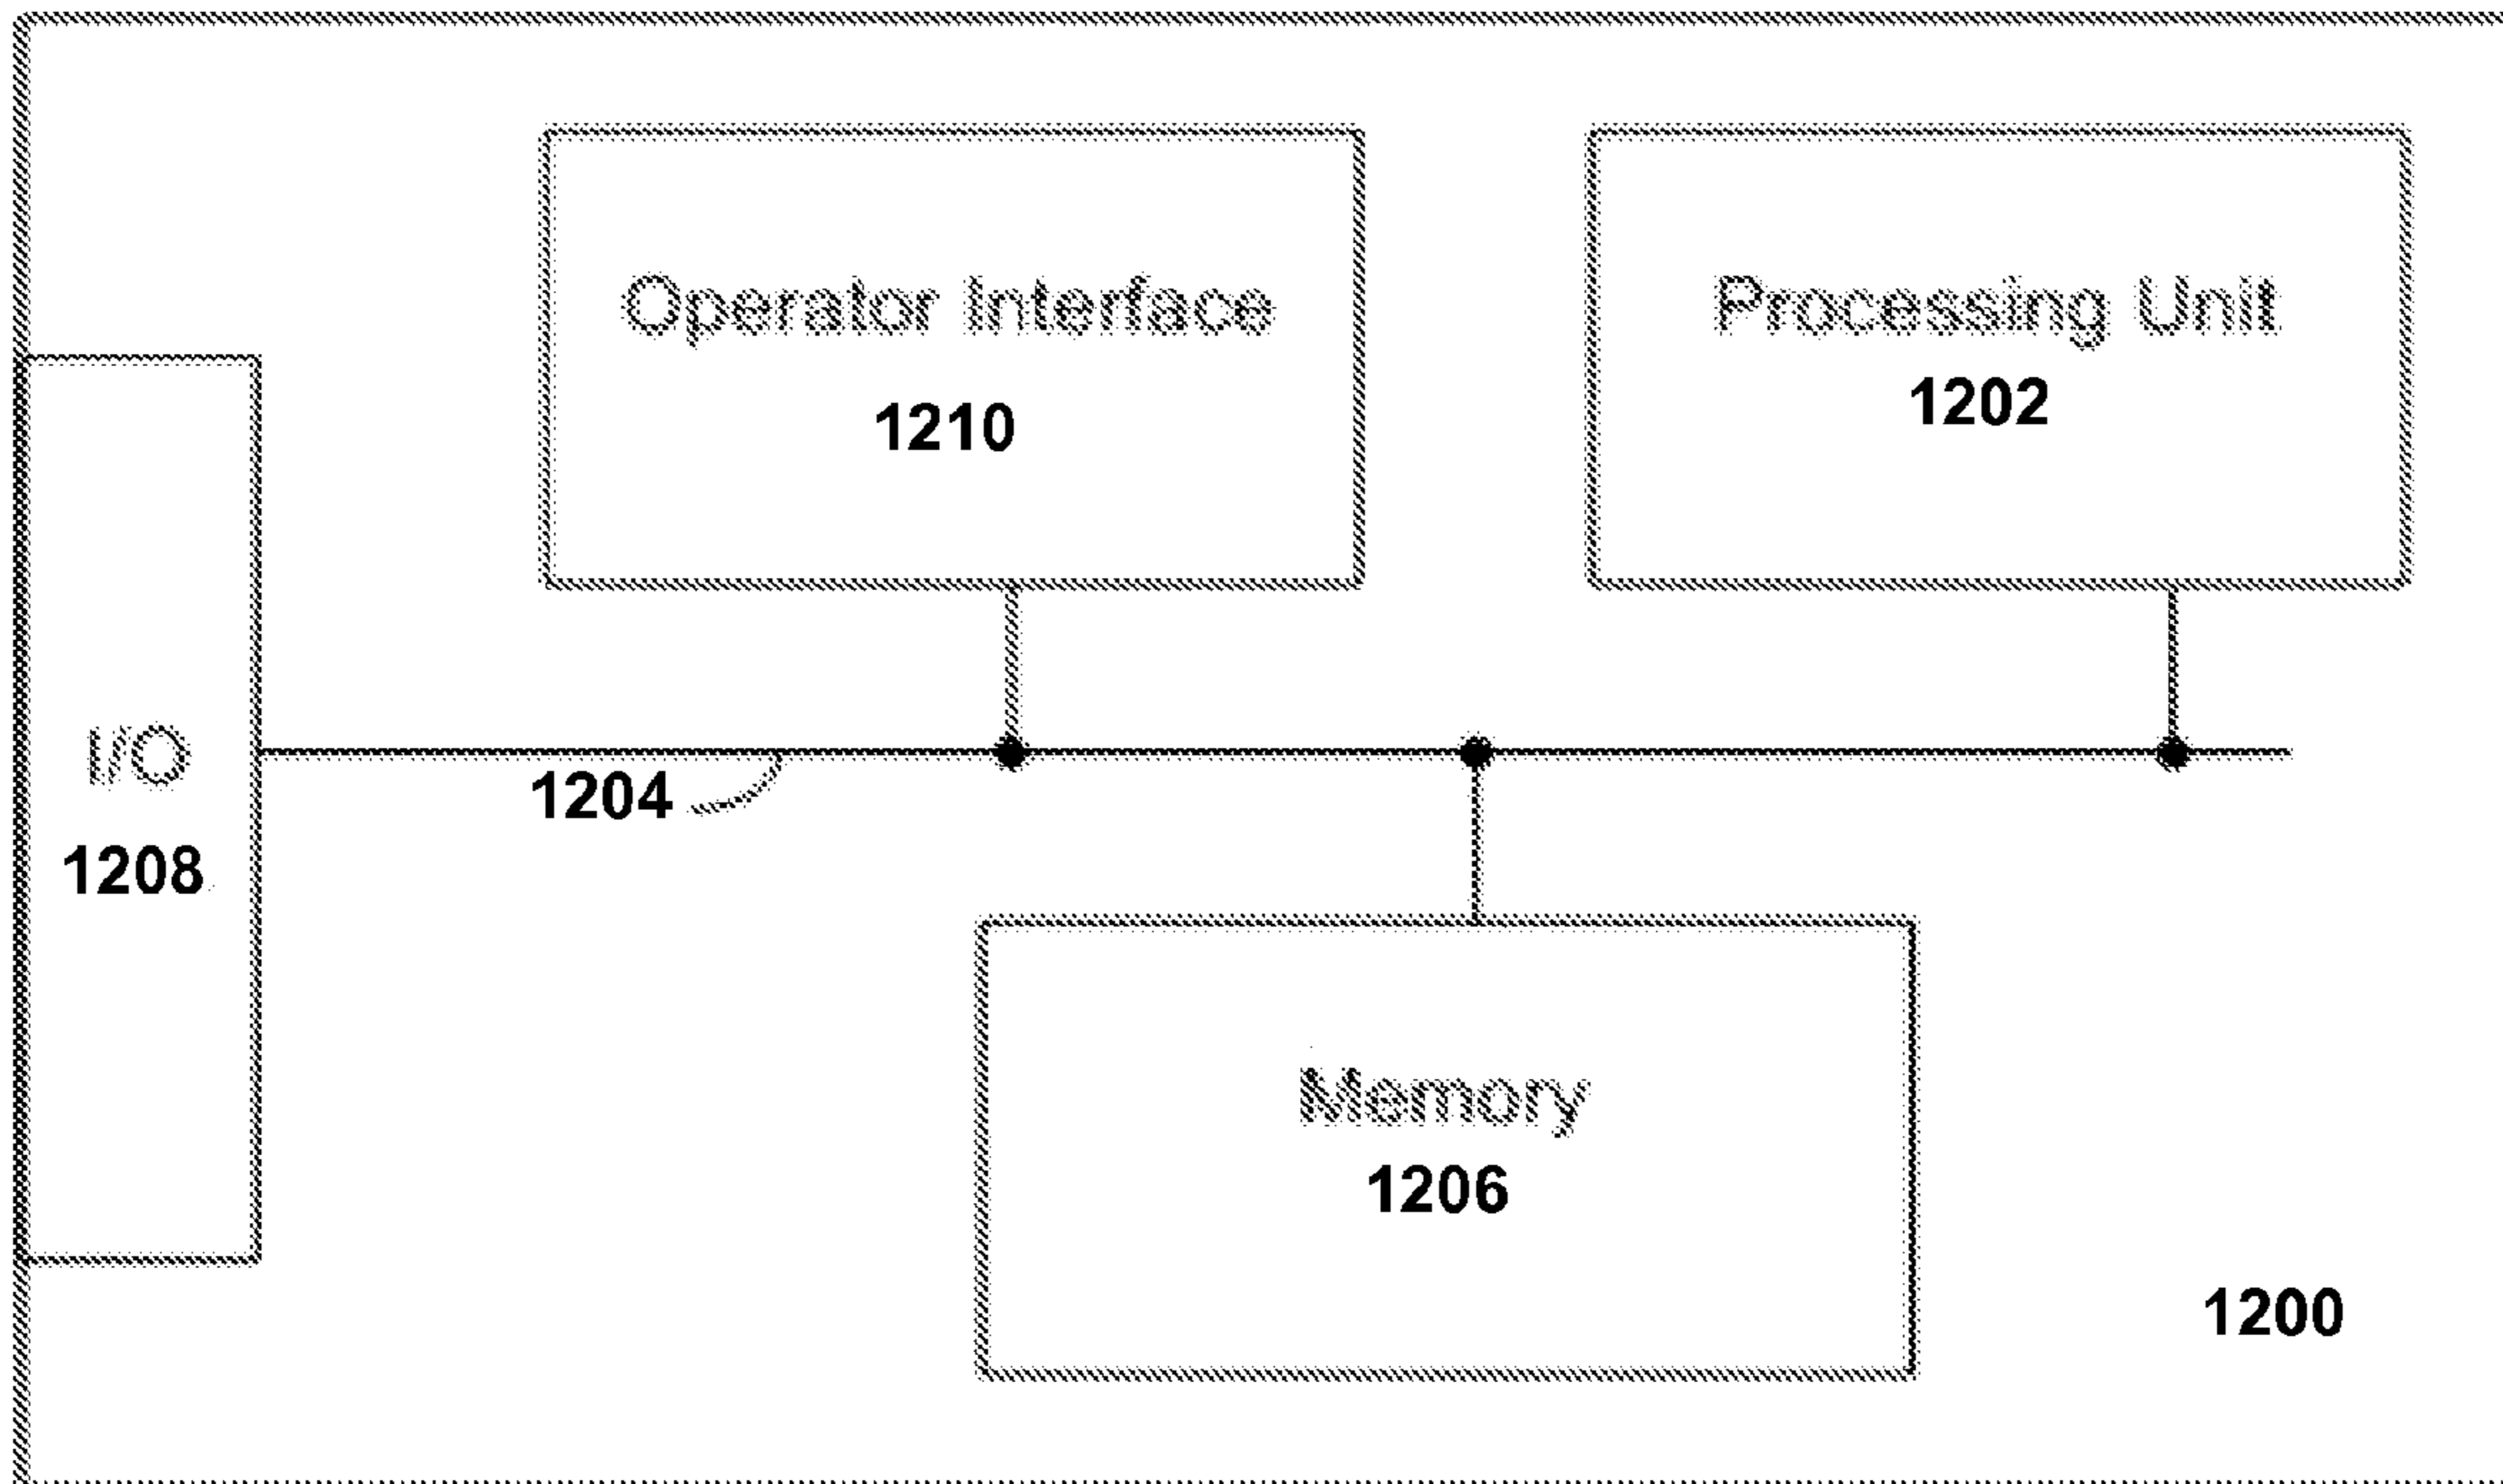 Operator Interface
1210
Processing Unit
1202
I/O
1208
1204
Memory
1206
1200